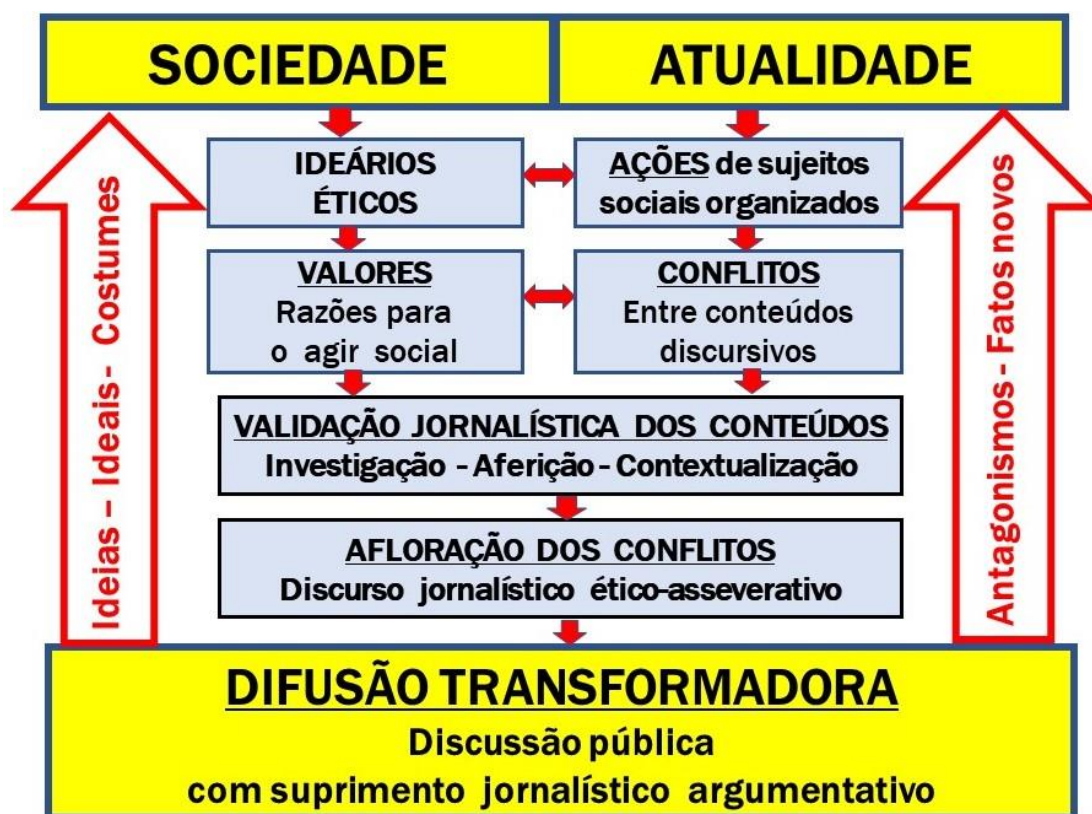 SOCIEDADE
ATUALIDADE
IDEÁRIOS
ÉTICOS
AÇÕES de sujeitos
sociais organizados
VALORES
Razões para
o agir social
CONFLITOS
Entre conteúdos
discursivos
VALIDAÇÃO JORNALÍSTICA DOS CONTEÚDOS
Investigação - Aferição - Contextualização
AFLORAÇÃO DOS CONFLITOS
Discurso jornalístico ético-asseverativo
Ideias – Ideais - Costumes
Antagonismos - Fatos novos
DIFUSÃO TRANSFORMADORA
Discussão pública
com suprimento jornalístico argumentativo